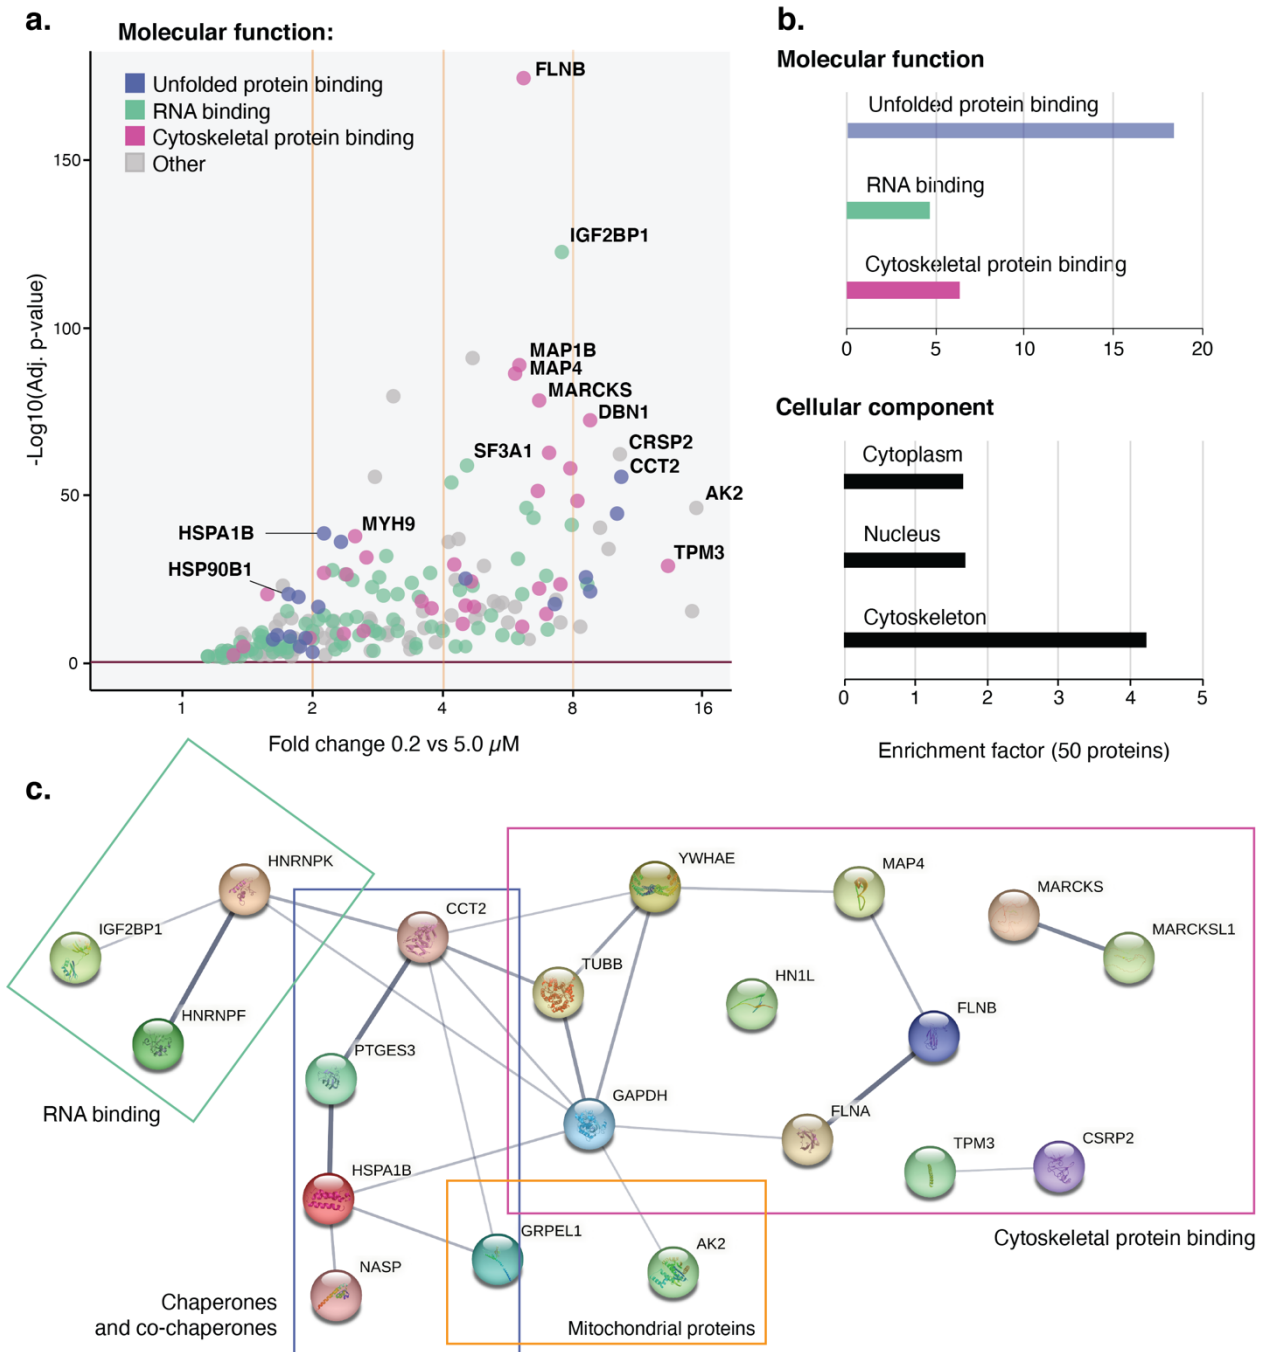 a.
Molecular function:
Unfolded protein binding
RNA binding
Cytoskeletal protein binding
Other
-Log10(Adj. p-value)
150
100
50
0
FLNB
IGF2BP1
MAP1B
MAP4
MARCKS
DBN1
SF3A1
CRSP2
CCT2
AK2
HSPA1B
MYH9
TPM3
HSP90B1
1 2 4 8 16
Fold change 0.2 vs 5.0 µM
b.
Molecular function
Unfolded protein binding
RNA binding
Cytoskeletal protein binding
0 5 10 15 20
Cellular component
Cytoplasm
Nucleus
Cytoskeleton
0 1 2 3 4 5
Enrichment factor (50 proteins)
c.
HNRNPK
IGF2BP1
HNRNPF
RNA binding
CCT2
PTGES3
HSPA1B
NASP
GRPEL1
Chaperones
and co-chaperones
YWHAE
MAP4
MARCKS
MARCKSL1
TUBB
HN1L
FLNB
GAPDH
FLNA
TPM3
CSRP2
Cytoskeletal protein binding
AK2
Mitochondrial proteins